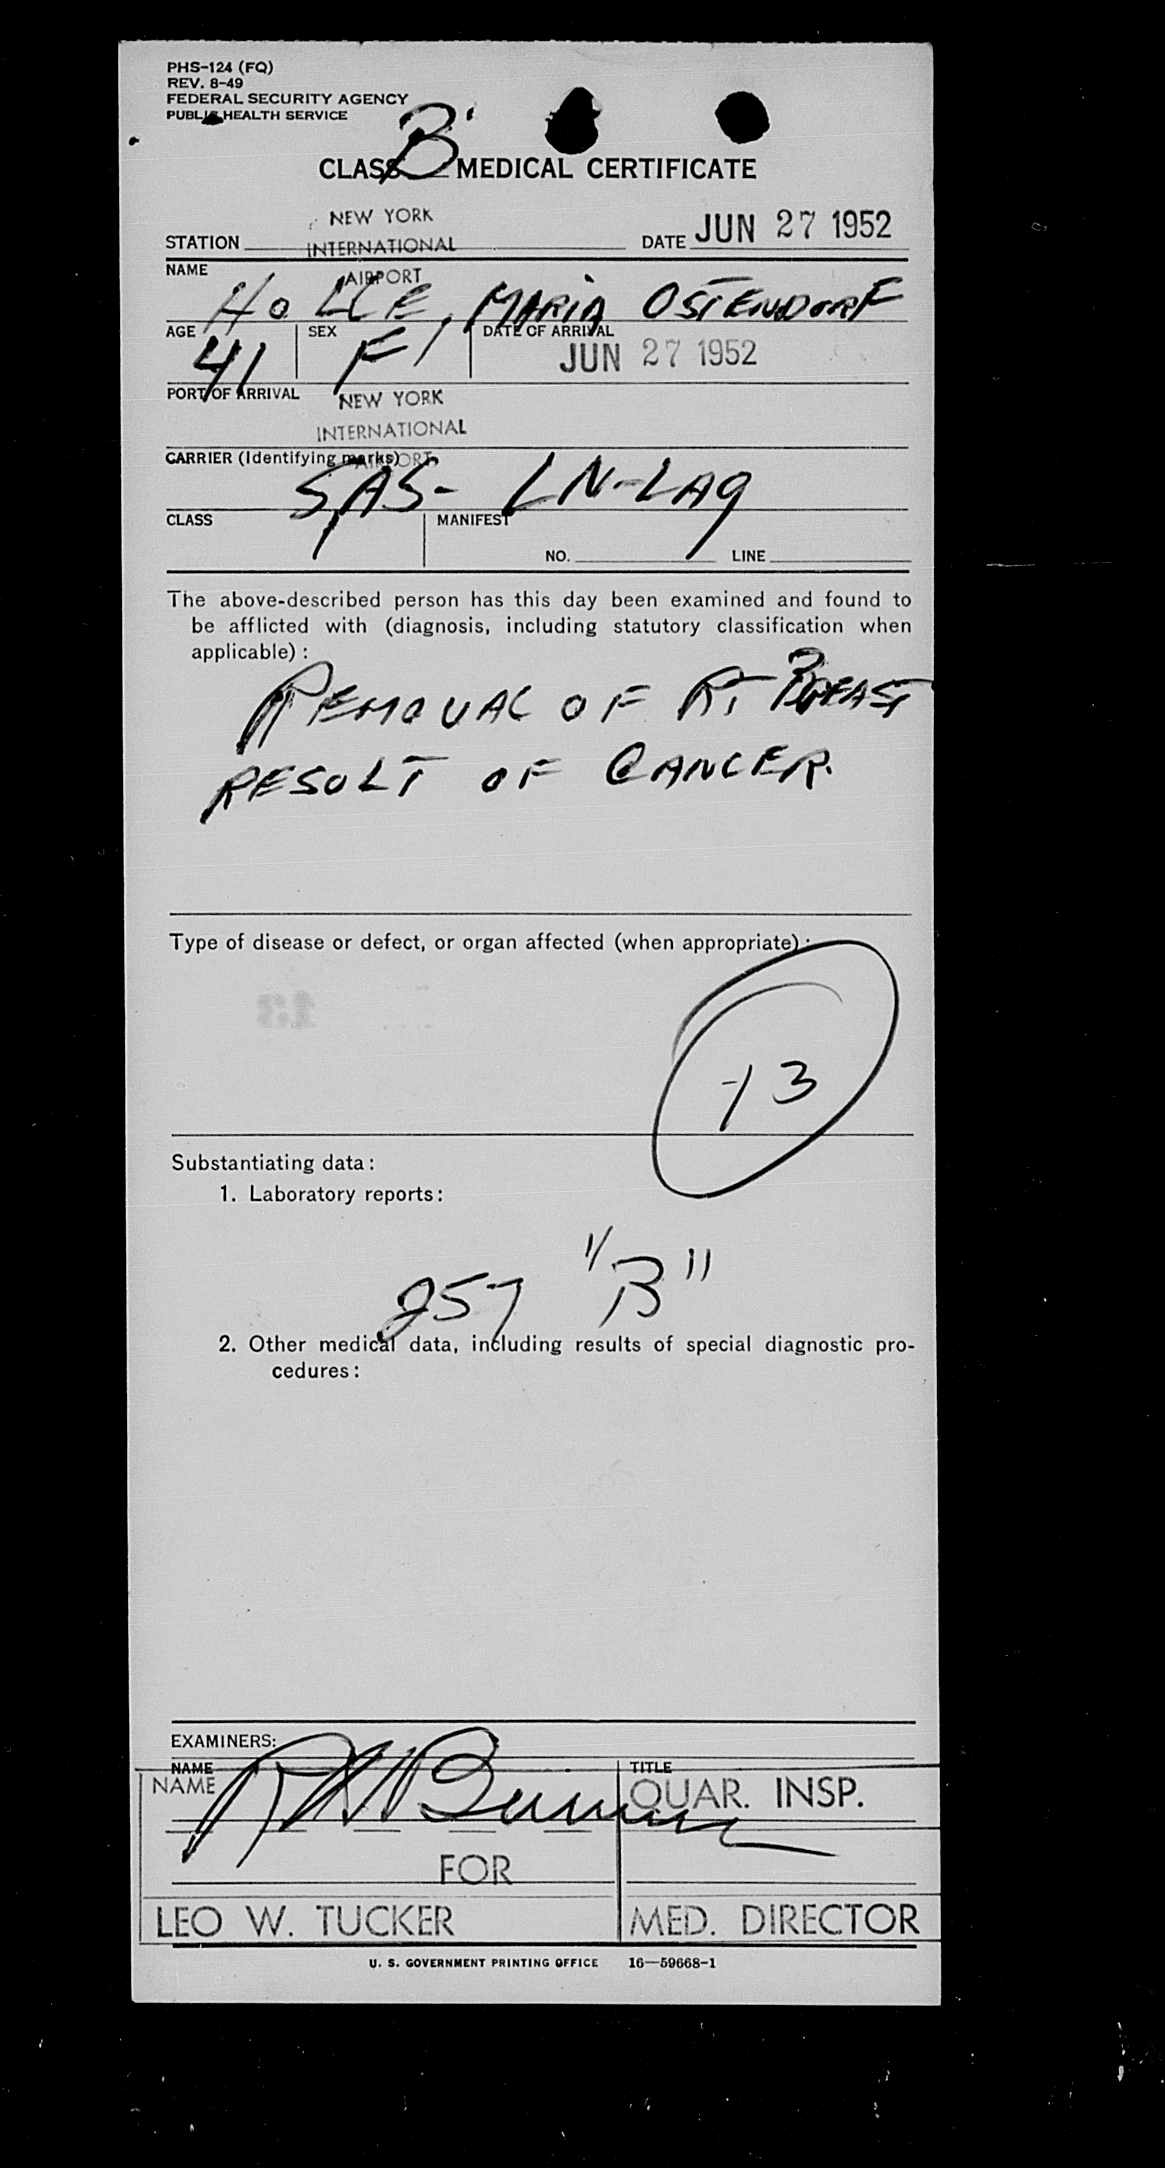 PHS-124 (FQ)
REV. 8-49
FEDERAL SECURITY AGENCY
PUBLIC HEALTH SERVICE
CLASS B MEDICAL CERTIFICATE
STATION NEW YORK INTERNATIONAL AIRPORT DATE JUN 27 1952
NAME
HOLLE, MARIA OSTENDORF
AGE 41 SEX F DATE OF ARRIVAL JUN 27 1952
PORT OF ARRIVAL NEW YORK
INTERNATIONAL
AIRPORT
CARRIER (Identifying marks)
SAS- LN-LAq
CLASS MANIFEST
NO. LINE
The above-described person has this day been examined and found to
be afflicted with (diagnosis, including statutory classification when
applicable) :
REMOVAL OF RT BREAST
RESOLT OF CANCER.
Type of disease or defect, or organ affected (when appropriate) :
13
13
Substantiating data :
1. Laboratory reports :
257 "B"
2. Other medical data, including results of special diagnostic pro-
cedures :
EXAMINERS:
NAME TITLE
NAME QUAR. INSP.
FOR
LEO W. TUCKER MED. DIRECTOR
U. S. GOVERNMENT PRINTING OFFICE 16—59668-1